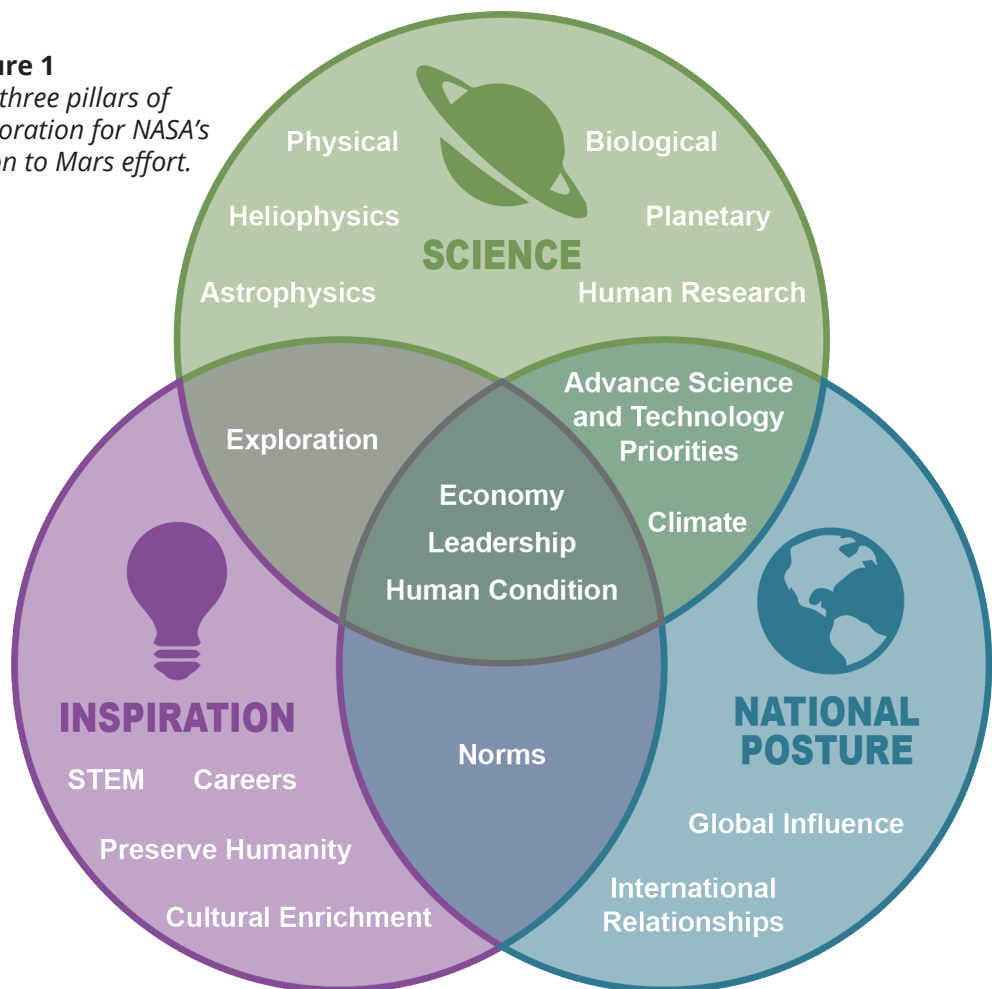 ure 1
three pillars of
oration for NASA's
on to Mars effort.
Physical
Biological
Heliophysics
Planetary
SCIENCE
Astrophysics
Human Research
Advance Science
and Technology
Priorities
Exploration
Economy
Leadership
Human Condition
Climate
INSPIRATION
NATIONAL
POSTURE
STEM Careers
Norms
Preserve Humanity
Global Influence
Cultural Enrichment
International
Relationships